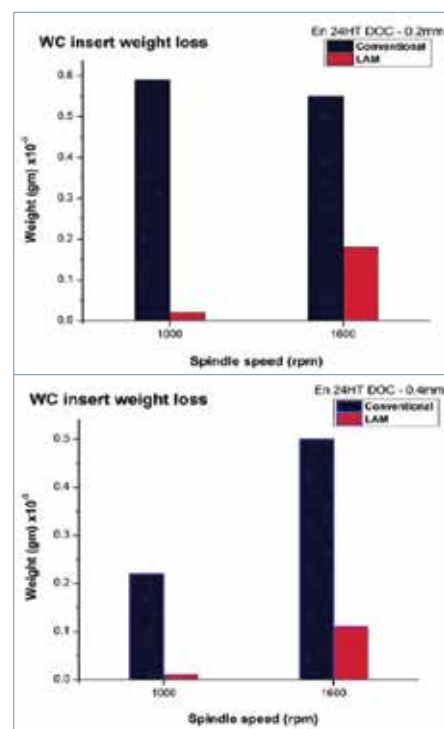 En 24HT DOC - 0.2mm
WC insert weight loss
Conventional
LAM
Weight (gm) x10⁻³
0.6
0.5
0.4
0.3
0.2
0.1
0.0
1000 1600
Spindle speed (rpm)
En 24HT DOC - 0.4mm
WC insert weight loss
Conventional
LAM
Weight (gm) x10⁻³
0.5
0.4
0.3
0.2
0.1
0.0
1000 1600
Spindle speed (rpm)